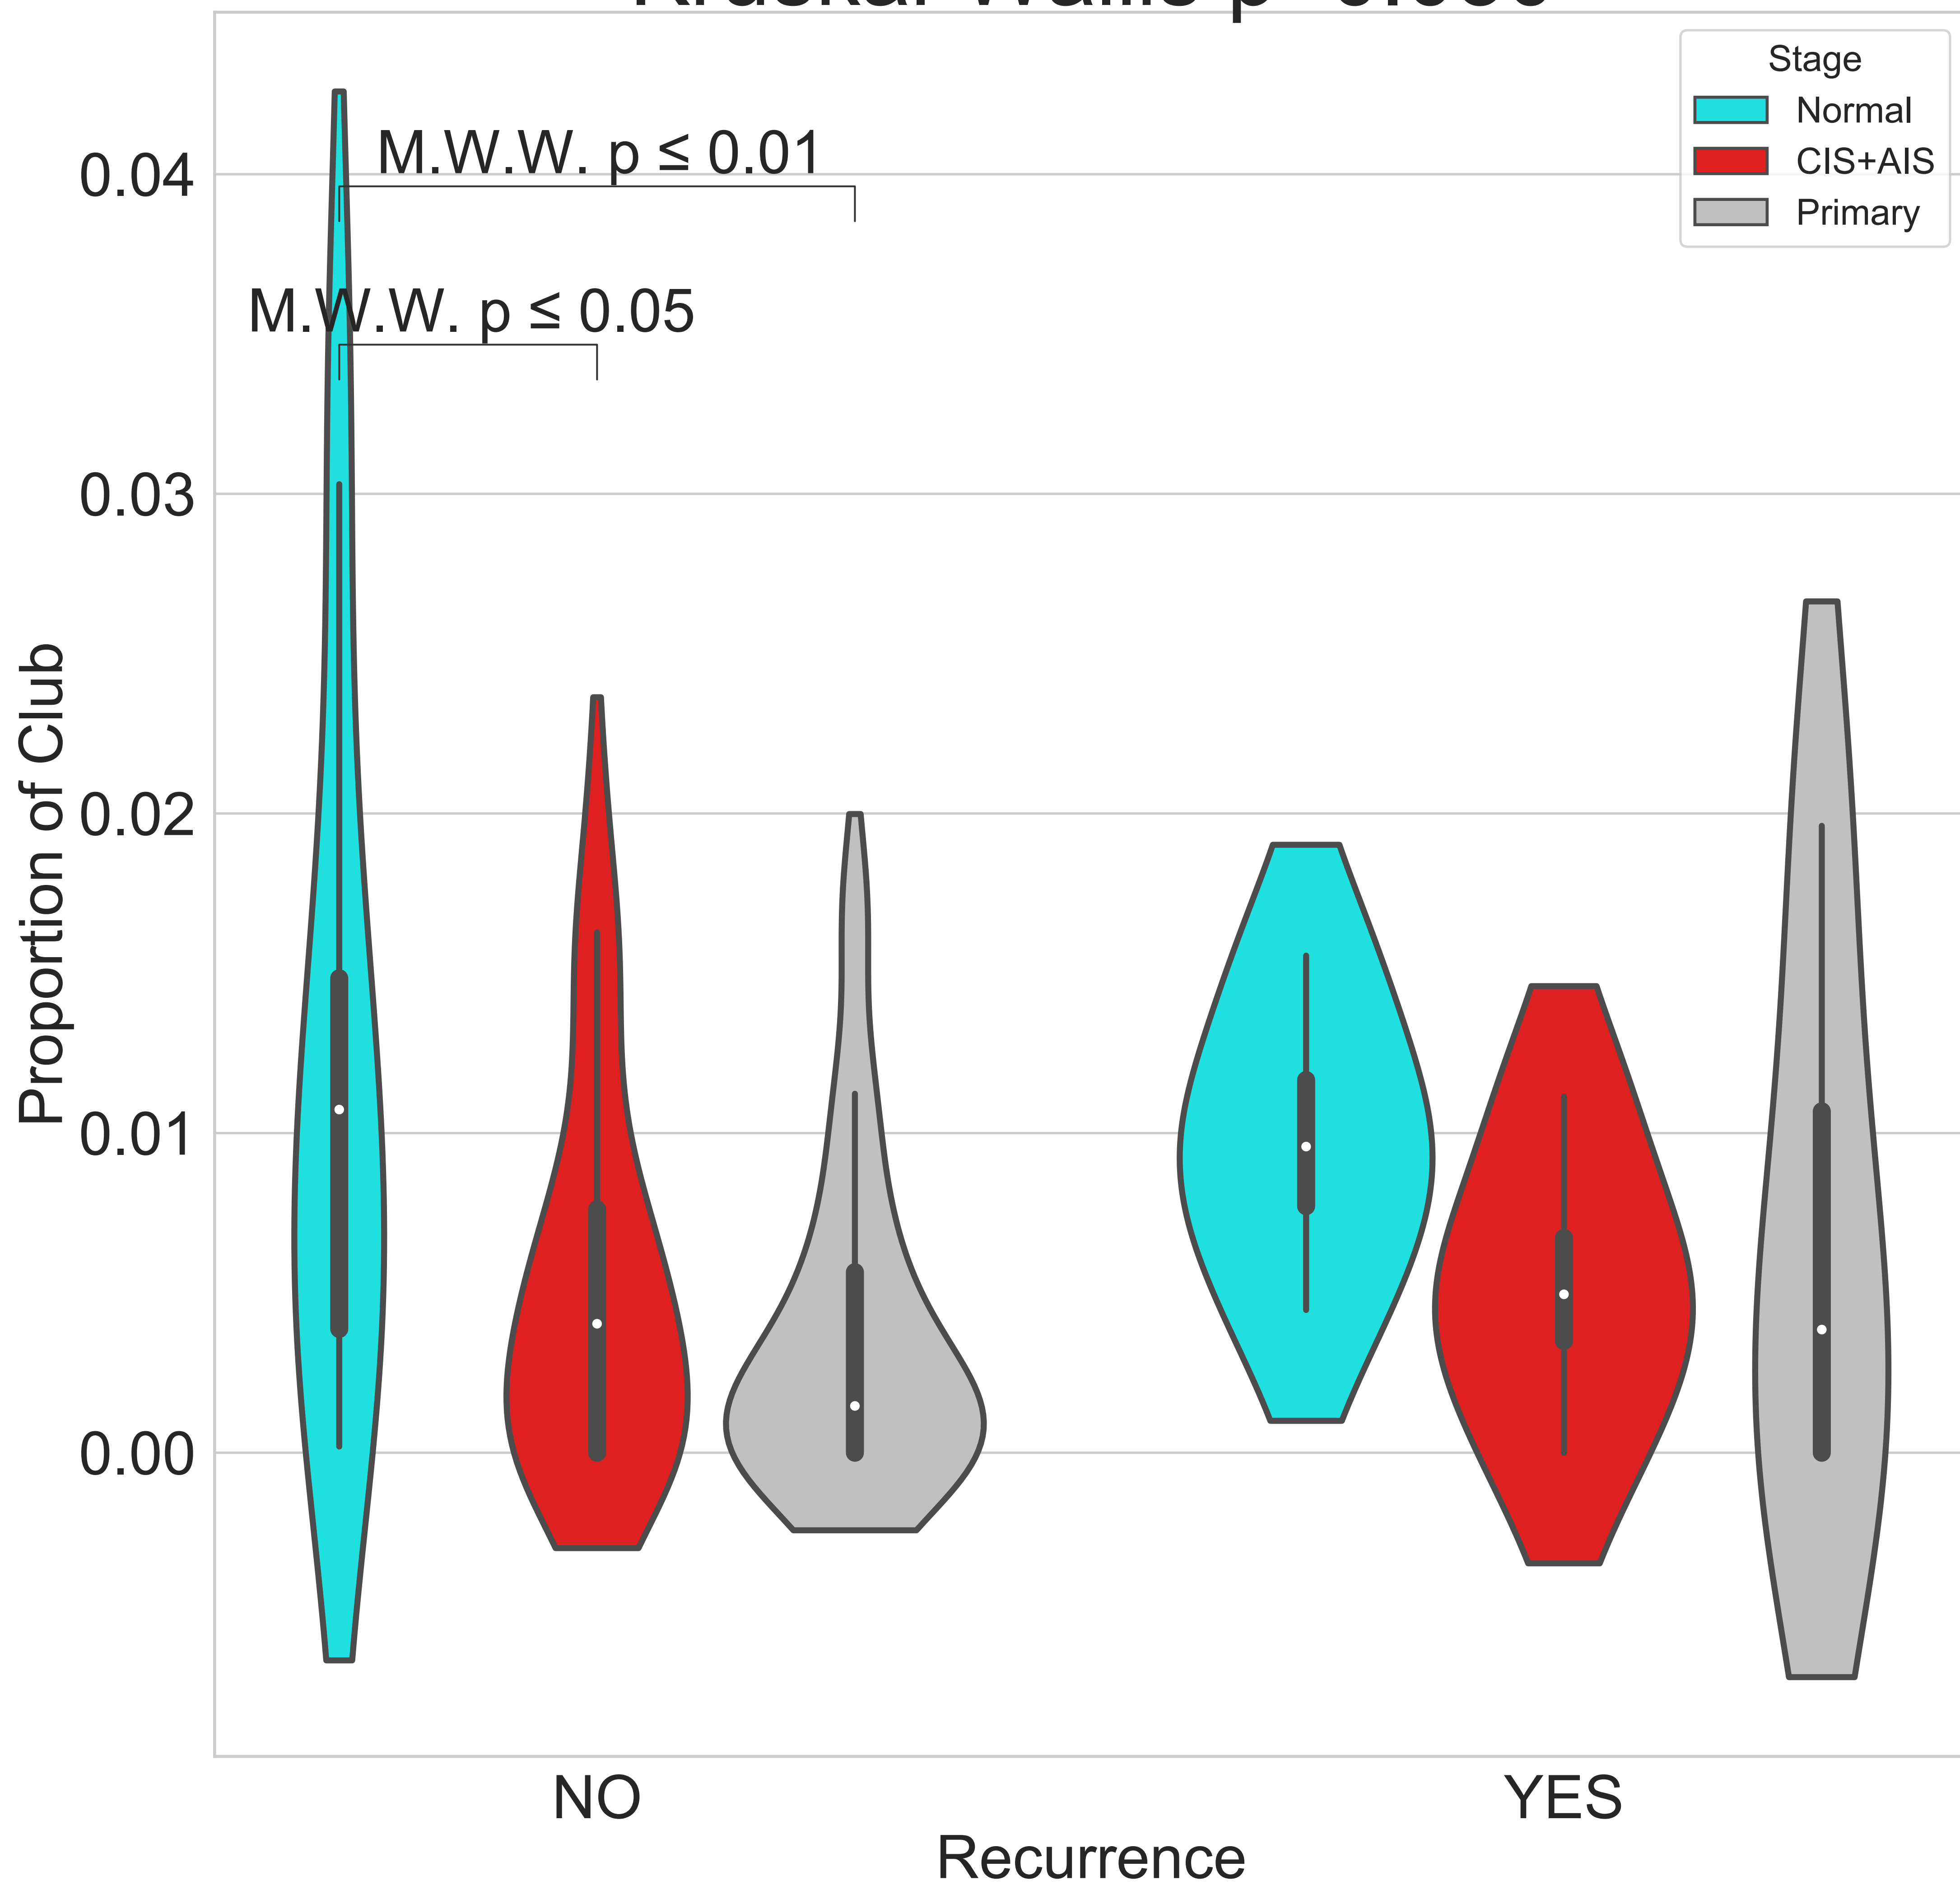 Stage
Normal
CIS+AIS
Primary
M.W.W. p ≤ 0.01
M.W.W. p ≤ 0.05
0.04
0.03
0.02
0.01
0.00
Proportion of Club
NO
YES
Recurrence